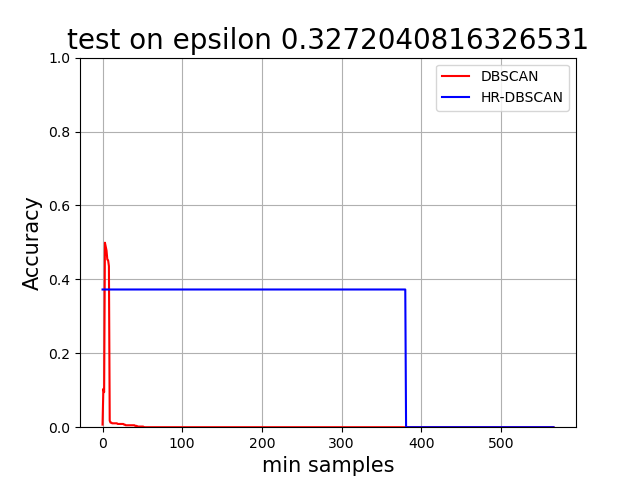 test on epsilon 0.3272040816326531
DBSCAN
HR-DBSCAN
Accuracy
1.0
0.8
0.6
0.4
0.2
0.0
0 100 200 300 400 500
min samples